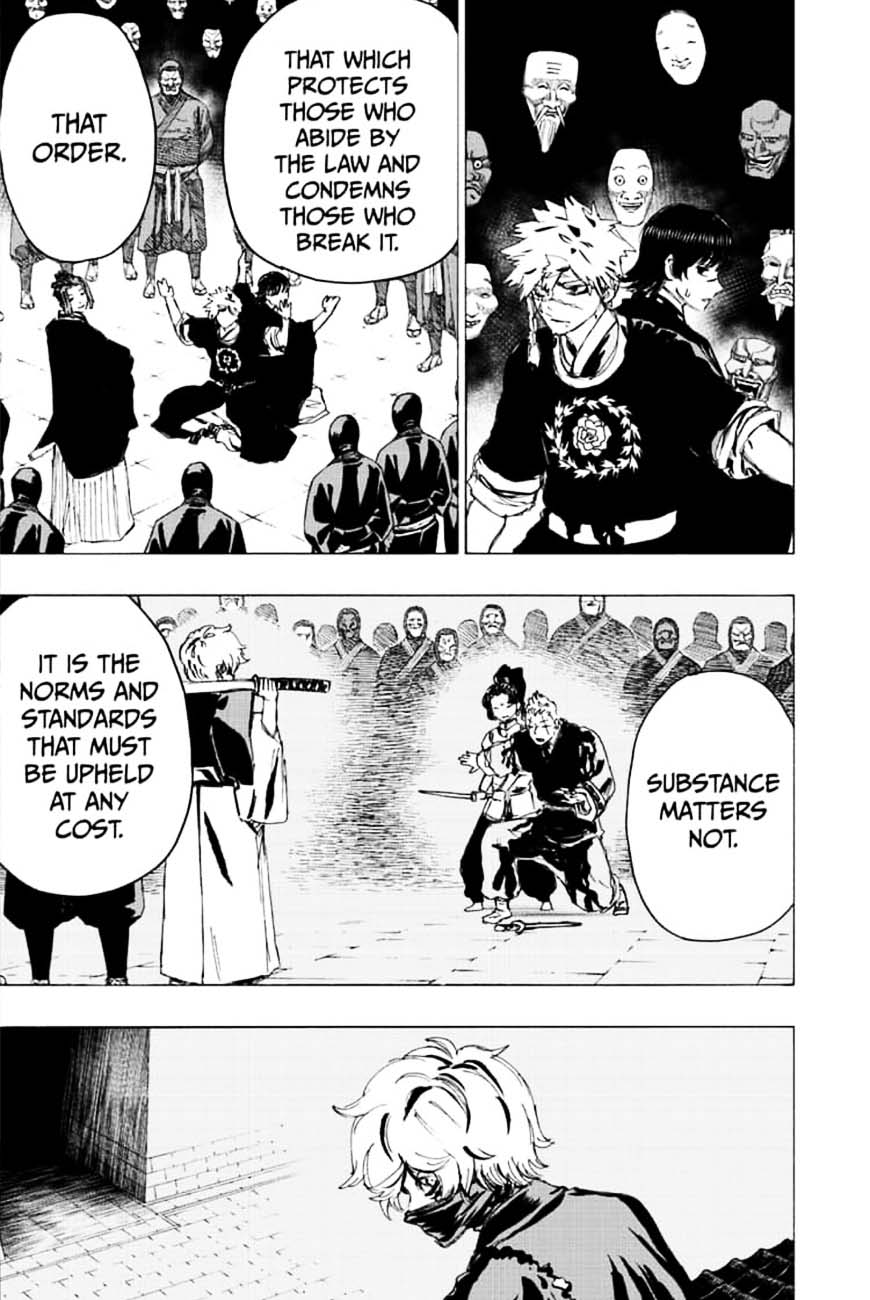 THAT WHICH
PROTECTS
THOSE WHO
ABIDE BY
THE LAW AND
CONDEMNS
THOSE WHO
BREAK IT.
THAT
ORDER.
SUBSTANCE
MATTERS
NOT.
IT IS THE
NORMS AND
STANDARDS
THAT MUST
BE UPHELD
AT ANY
COST.